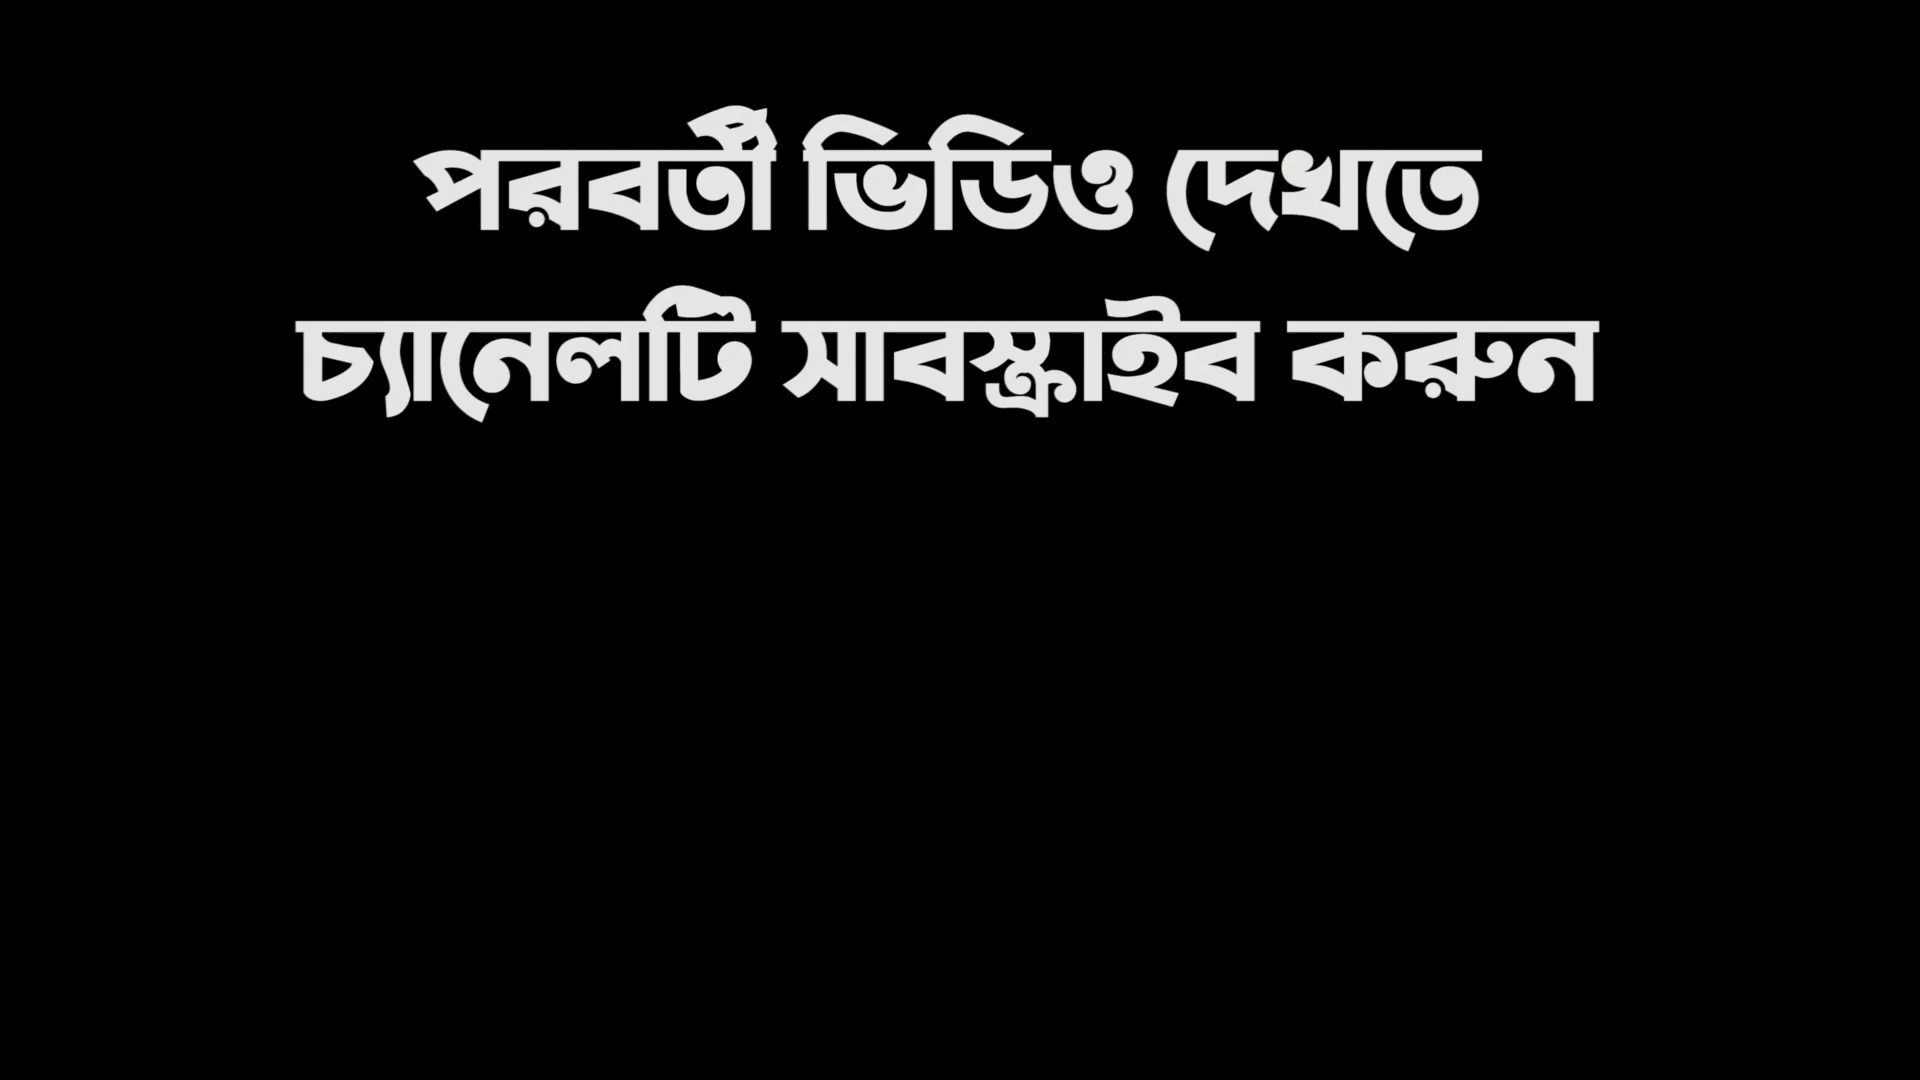 পরবর্তী ভিডিও দেখতে
চ্যানেলটি সাবস্ক্রাইব করুন